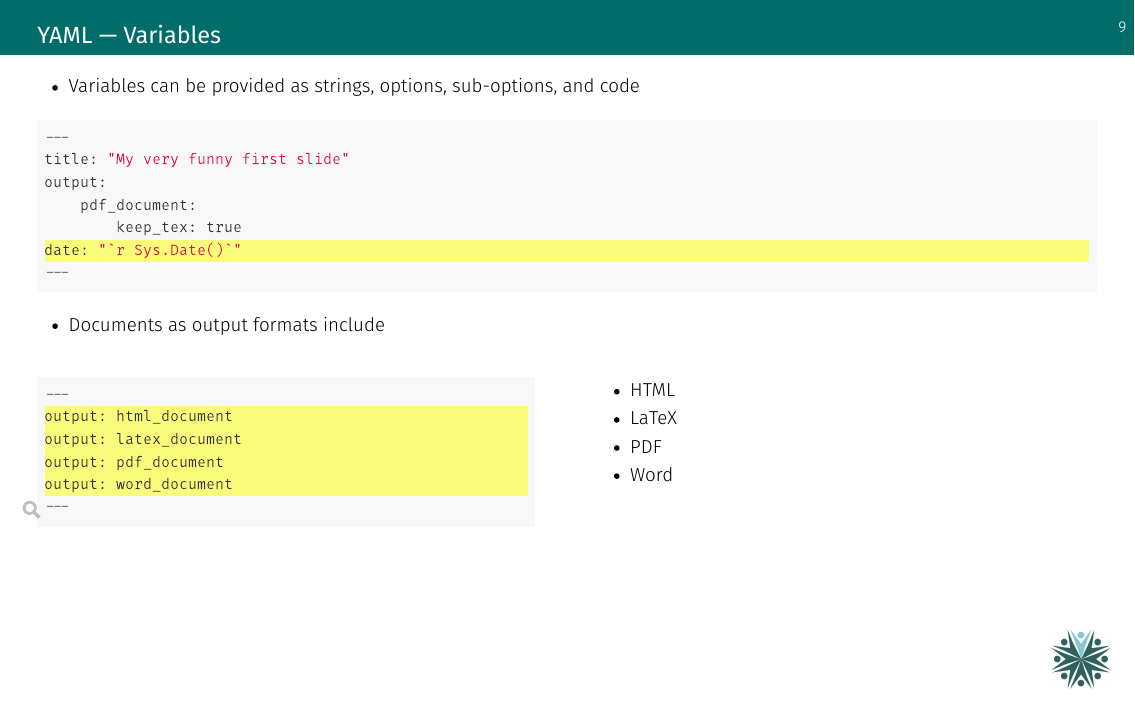 YAML — Variables
9
• Variables can be provided as strings, options, sub-options, and code
---
title: "My very funny first slide"
output:
    pdf_document:
        keep_tex: true
date: "`r Sys.Date()`"
---
• Documents as output formats include
---
output: html_document
output: latex_document
output: pdf_document
output: word_document
---
• HTML
• LaTeX
• PDF
• Word